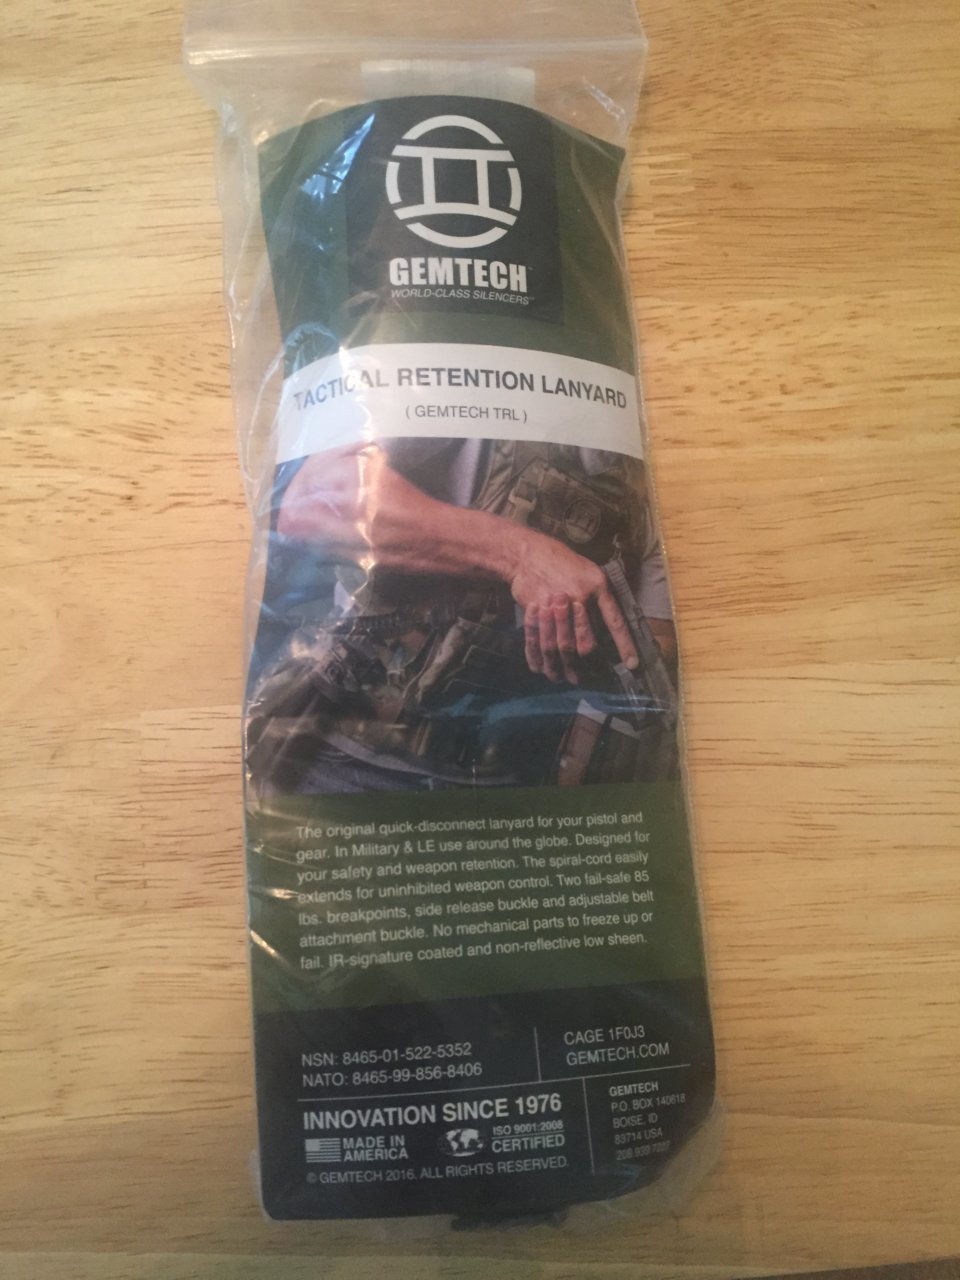 GEMTECH
WORLD-CLASS SILENCERS™
TACTICAL RETENTION LANYARD
( GEMTECH TRL )
The original quick-disconnect lanyard for your pistol and
gear. In Military & LE use around the globe. Designed for
your safety and weapon retention. The spiral-cord easily
extends for uninhibited weapon control. Two fail-safe 85
lbs. breakpoints, side release buckle and adjustable belt
attachment buckle. No mechanical parts to freeze up or
fail. IR-signature coated and non-reflective low sheen.
NSN: 8465-01-522-5352
NATO: 8465-99-856-8406
CAGE 1F0J3
GEMTECH.COM
INNOVATION SINCE 1976
MADE IN
AMERICA
ISO 9001:2008
CERTIFIED
© GEMTECH 2016. ALL RIGHTS RESERVED.
GEMTECH
P.O. BOX 140618
BOISE, ID
83714 USA